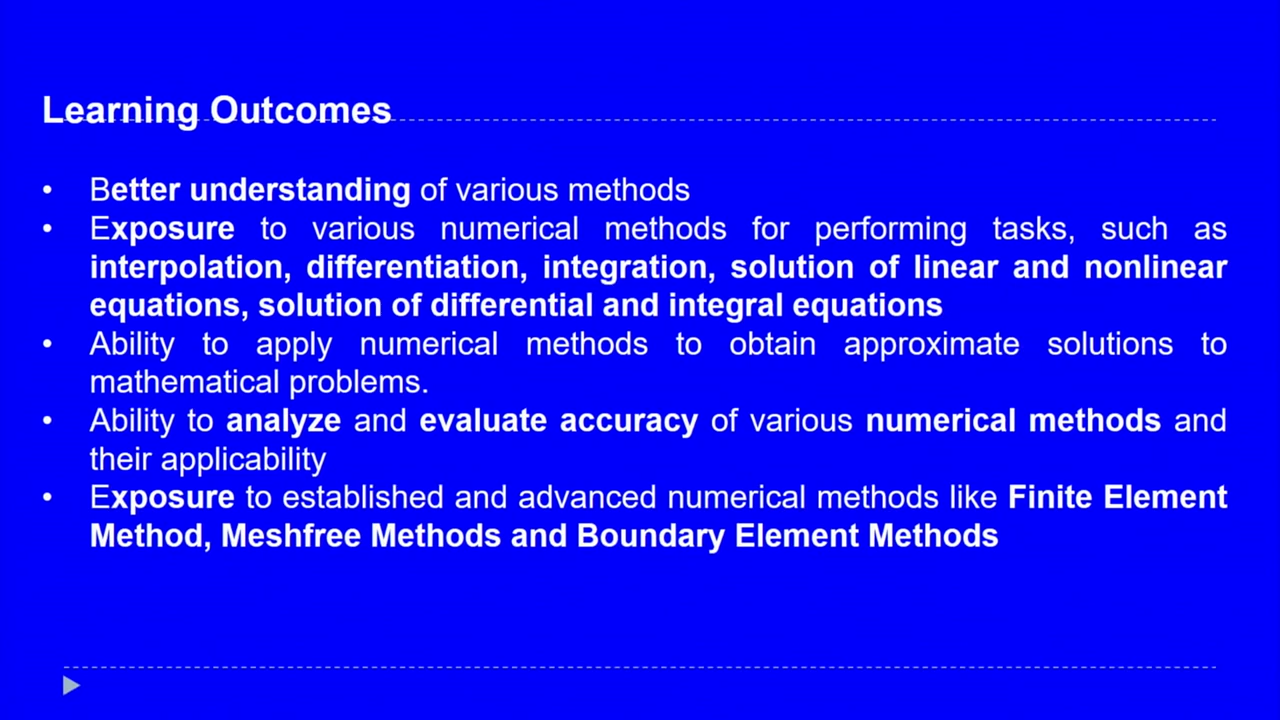 Learning Outcomes
• Better understanding of various methods
• Exposure to various numerical methods for performing tasks, such as
interpolation, differentiation, integration, solution of linear and nonlinear
equations, solution of differential and integral equations
• Ability to apply numerical methods to obtain approximate solutions to
mathematical problems.
• Ability to analyze and evaluate accuracy of various numerical methods and
their applicability
• Exposure to established and advanced numerical methods like Finite Element
Method, Meshfree Methods and Boundary Element Methods